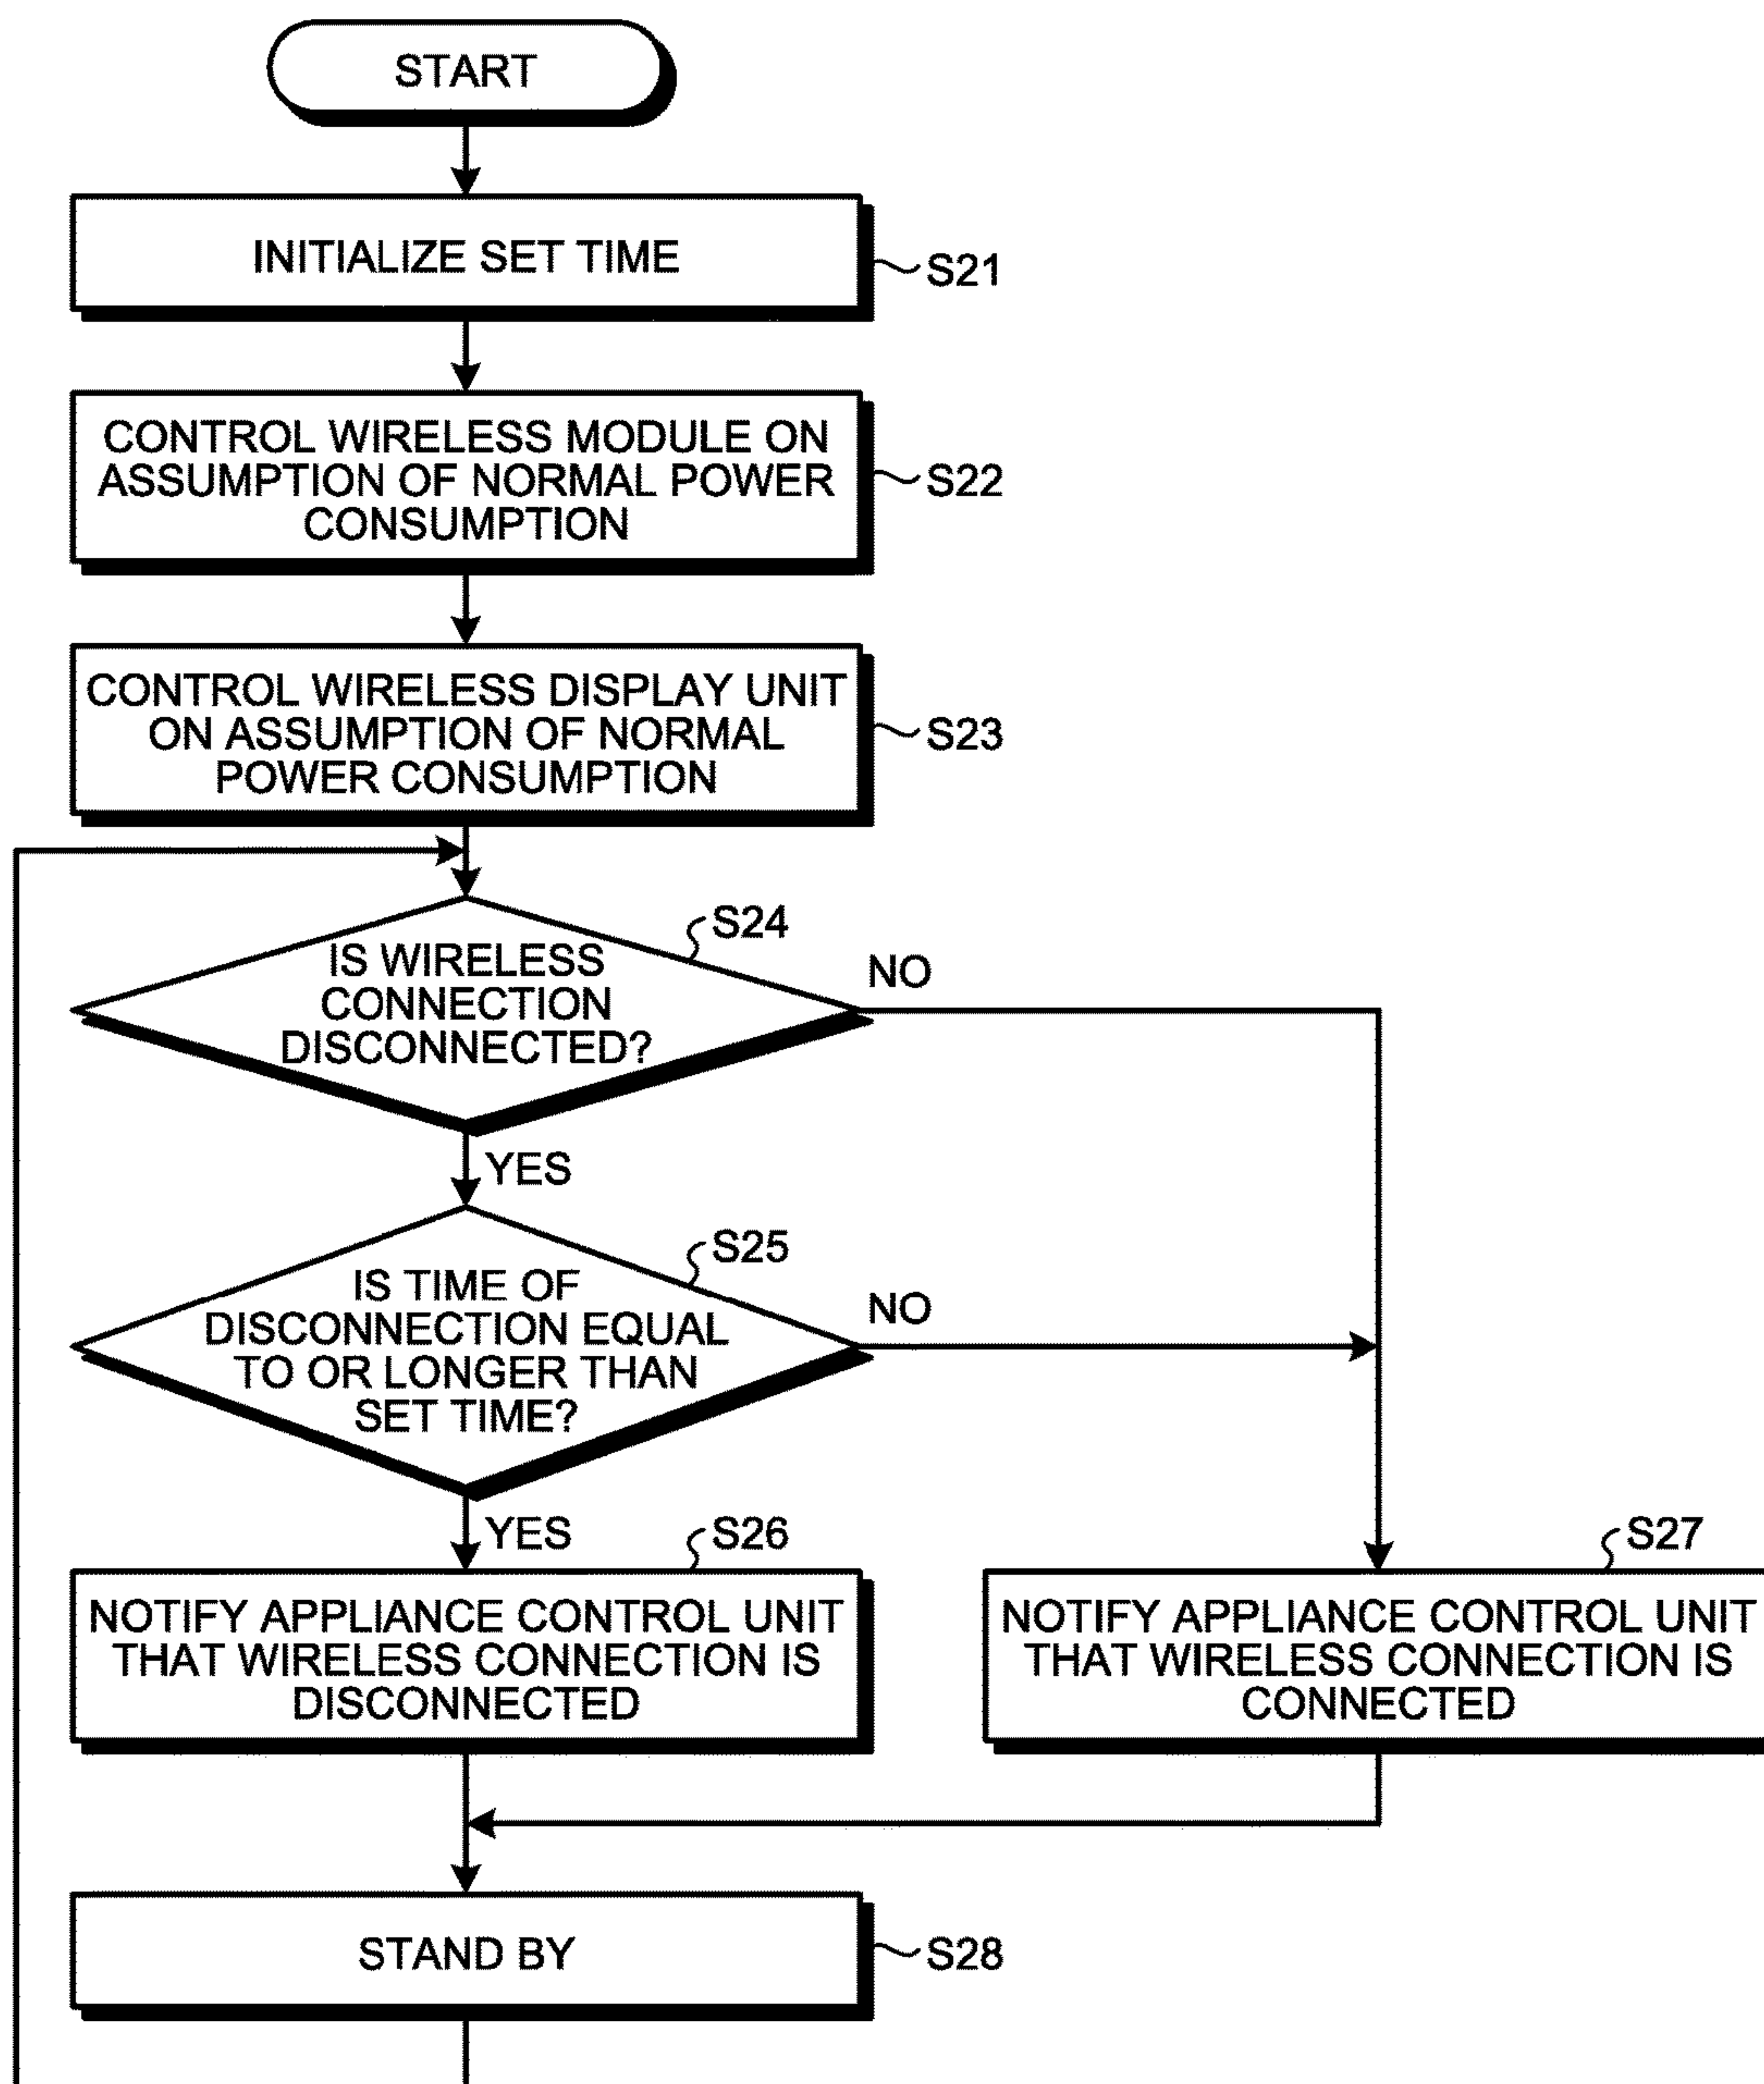 START
INITIALIZE SET TIME
S21
CONTROL WIRELESS MODULE ON
ASSUMPTION OF NORMAL POWER
CONSUMPTION
S22
CONTROL WIRELESS DISPLAY UNIT
ON ASSUMPTION OF NORMAL
POWER CONSUMPTION
S23
S24
IS WIRELESS
CONNECTION
DISCONNECTED?
NO
YES
S25
IS TIME OF
DISCONNECTION EQUAL
TO OR LONGER THAN
SET TIME?
NO
YES
S26
NOTIFY APPLIANCE CONTROL UNIT
THAT WIRELESS CONNECTION IS
DISCONNECTED
S27
NOTIFY APPLIANCE CONTROL UNIT
THAT WIRELESS CONNECTION IS
CONNECTED
STAND BY
S28